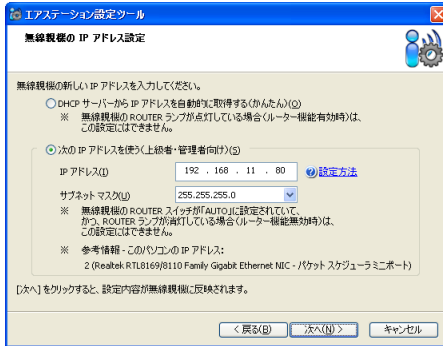 エアステーション設定ツール
無線親機の IP アドレス設定
無線親機の新しい IP アドレスを入力してください。
DHCP サーバーから IP アドレスを自動的に取得する(かんたん)(O)
※ 無線親機の ROUTER ランプが点灯している場合(ルーター機能有効時)は、
この設定にはできません。
次の IP アドレスを使う(上級者・管理者向け)(S)
IP アドレス(I) 192 . 168 . 11 . 80 設定方法
サブネット マスク(U) 255.255.255.0
※ 無線親機の ROUTER スイッチが「AUTO」に設定されていて、
かつ、ROUTER ランプが消灯している場合(ルーター機能無効時)は、
この設定にはできません。
※ 参考情報 - このパソコンの IP アドレス:
2 (Realtek RTL8169/8110 Family Gigabit Ethernet NIC - パケット スケジューラ ミニポート)
[次へ] をクリックすると、設定内容が無線親機に反映されます。
< 戻る(B) 次へ(N) > キャンセル